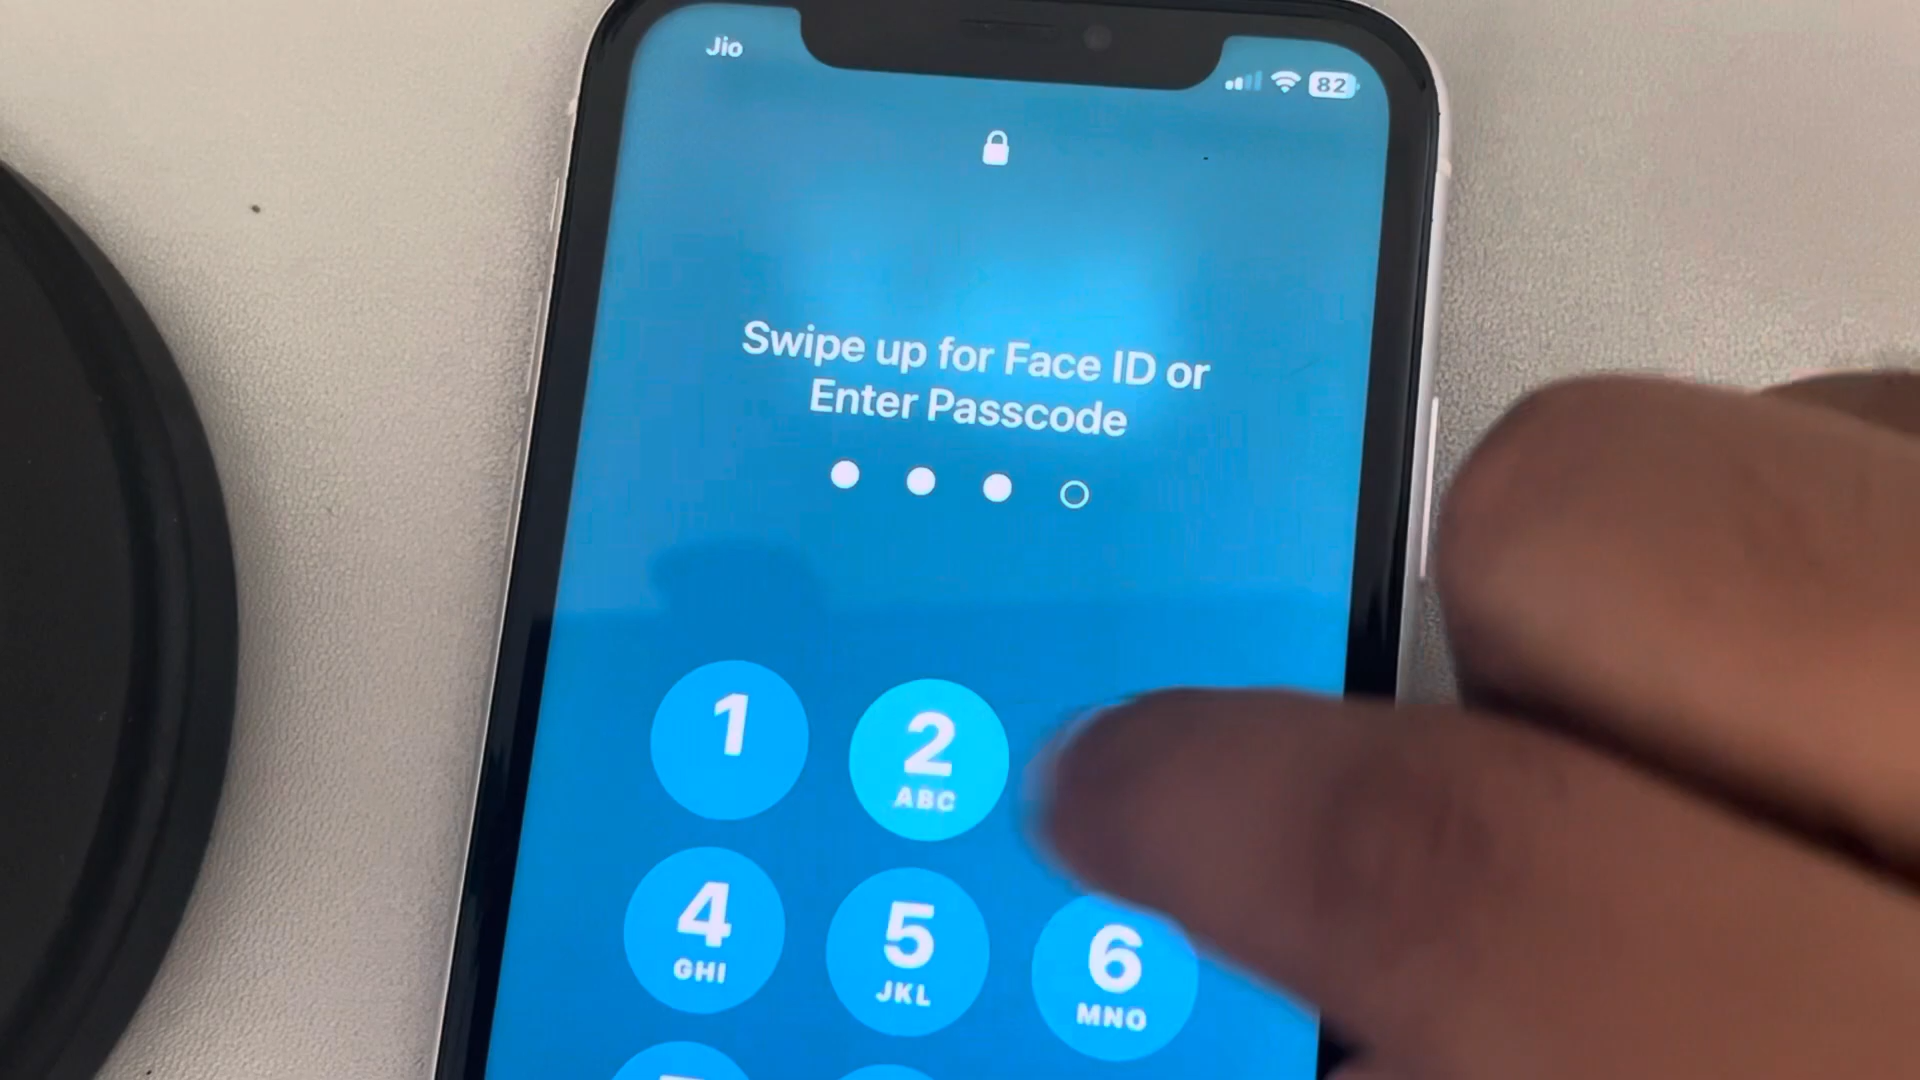 Jio
82
Swipe up for Face ID or
Enter Passcode
1
2
ABC
4
GHI
5
JKL
6
MNO